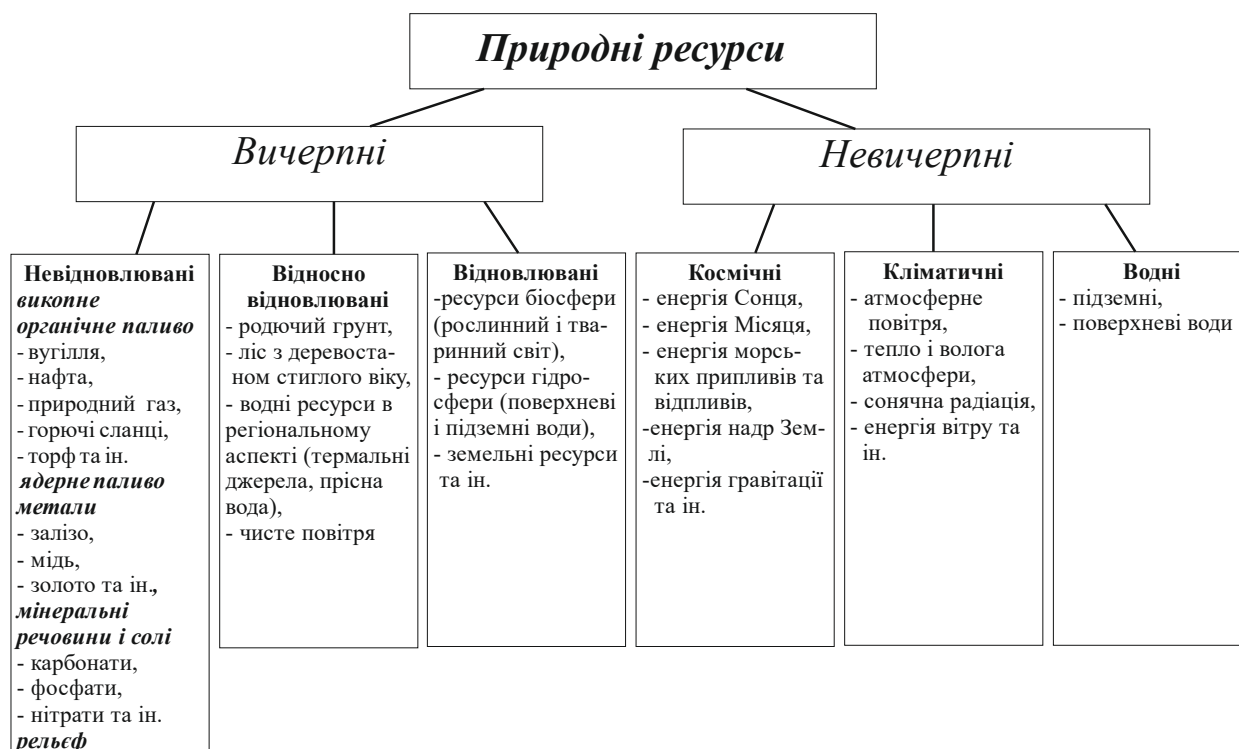 Природні ресурси
Вичерпні
Невичерпні
Невідновлювані
викопне
органічне паливо
- вугілля,
- нафта,
- природний газ,
- горючі сланці,
- торф та ін.
ядерне паливо
метали
- залізо,
- мідь,
- золото та ін.,
мінеральні
речовини і солі
- карбонати,
- фосфати,
- нітрати та ін.
рельєф
Відносно
відновлювані
- родючий грунт,
- ліс з деревоста-
ном стиглого віку,
- водні ресурси в
регіональному
аспекті (термальні
джерела, прісна
вода),
- чисте повітря
Відновлювані
-ресурси біосфери
(рослинний і тва-
ринний світ),
- ресурси гідро-
сфери (поверхневі
і підземні води),
- земельні ресурси
та ін.
Космічні
- енергія Сонця,
- енергія Місяця,
- енергія морсь-
ких припливів та
відпливів,
-енергія надр Зем-
лі,
-енергія гравітації
та ін.
Кліматичні
- атмосферне
повітря,
- тепло і волога
атмосфери,
- сонячна радіація,
- енергія вітру та
ін.
Водні
- підземні,
- поверхневі води